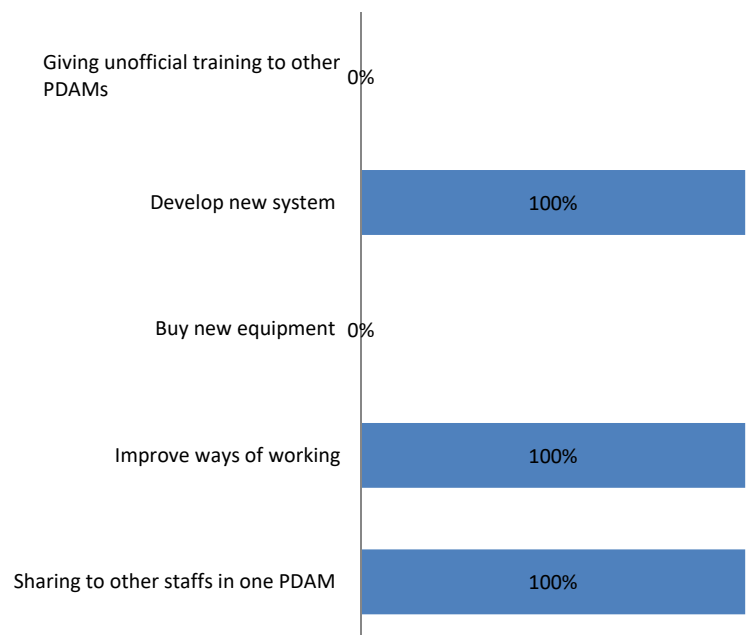 Giving unofficial training to other
PDAMs
0%
Develop new system
100%
Buy new equipment
0%
Improve ways of working
100%
Sharing to other staffs in one PDAM
100%